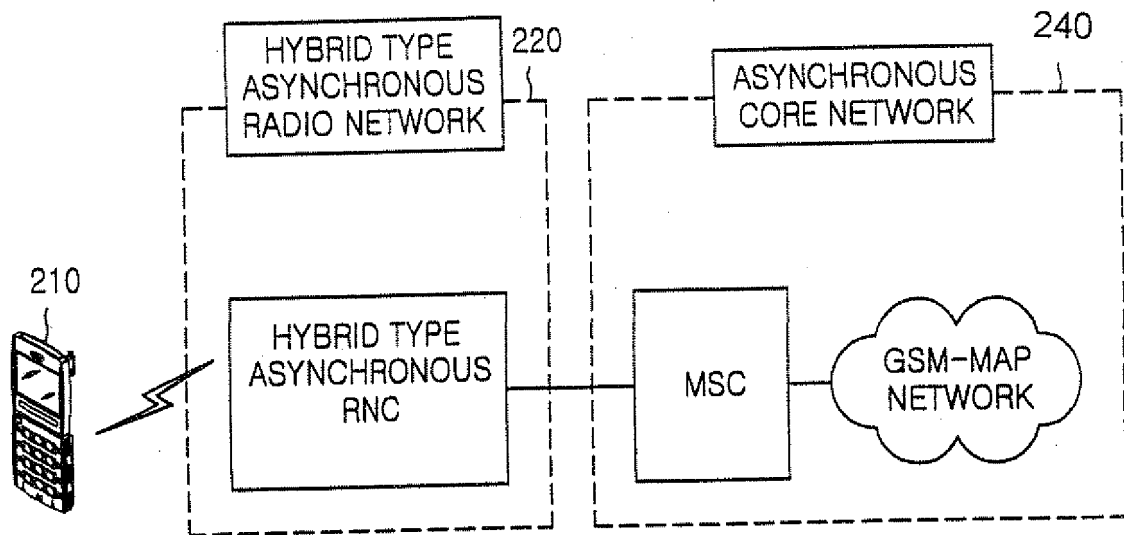 HYBRID TYPE
ASYNCHRONOUS
RADIO NETWORK
220
ASYNCHRONOUS
CORE NETWORK
240
210
HYBRID TYPE
ASYNCHRONOUS
RNC
MSC
GSM-MAP
NETWORK